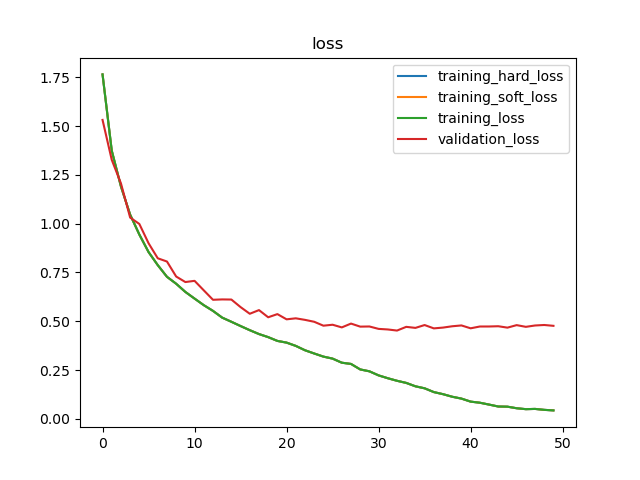 loss
training_hard_loss
training_soft_loss
training_loss
validation_loss
1.75
1.50
1.25
1.00
0.75
0.50
0.25
0.00
0 10 20 30 40 50